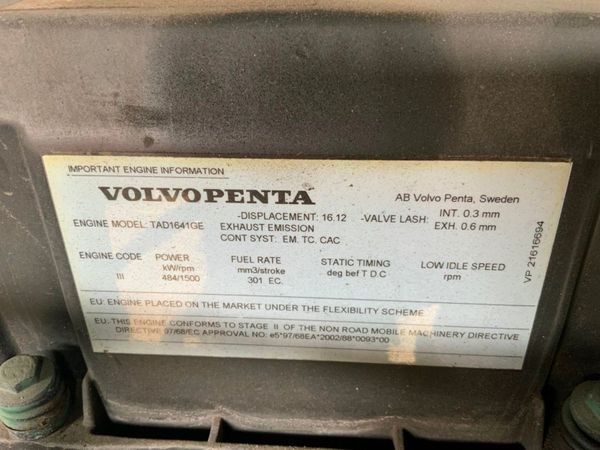 IMPORTANT ENGINE INFORMATION
VOLVO PENTA
AB Volvo Penta, Sweden
-DISPLACEMENT: 16.12 -VALVE LASH: INT. 0.3 mm
ENGINE MODEL: TAD1641GE EXHAUST EMISSION EXH. 0.6 mm
CONT SYST: EM. TC. CAC
ENGINE CODE POWER FUEL RATE STATIC TIMING LOW IDLE SPEED
kW/rpm mm3/stroke deg bef T D C rpm
III 484/1500 301 EC.
EU: ENGINE PLACED ON THE MARKET UNDER THE FLEXIBILITY SCHEME
EU: THIS ENGINE CONFORMS TO STAGE II OF THE NON ROAD MOBILE MACHINERY DIRECTIVE
DIRECTIVE 97/68/EC APPROVAL NO: e5*97/68EA*2002/88*0093*00
VP 21616694